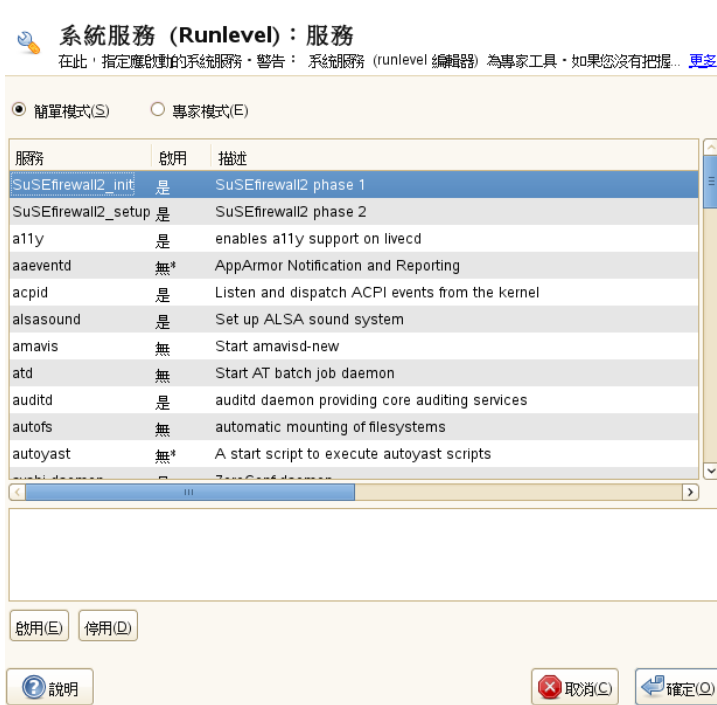 系統服務 (Runlevel)：服務
在此，指定應啟動的系統服務。警告： 系統服務 (runlevel 編輯器) 為專家工具。如果您沒有把握... 更多
簡單模式(S) 專家模式(E)
服務 啟用 描述
SuSEfirewall2_init 是 SuSEfirewall2 phase 1
SuSEfirewall2_setup 是 SuSEfirewall2 phase 2
a11y 是 enables a11y support on livecd
aaeventd 無* AppArmor Notification and Reporting
acpid 是 Listen and dispatch ACPI events from the kernel
alsasound 是 Set up ALSA sound system
amavis 無 Start amavisd-new
atd 無 Start AT batch job daemon
auditd 是 auditd daemon providing core auditing services
autofs 無 automatic mounting of filesystems
autoyast 無* A start script to execute autoyast scripts
啟用(E) 停用(D)
說明 取消(C) 確定(O)